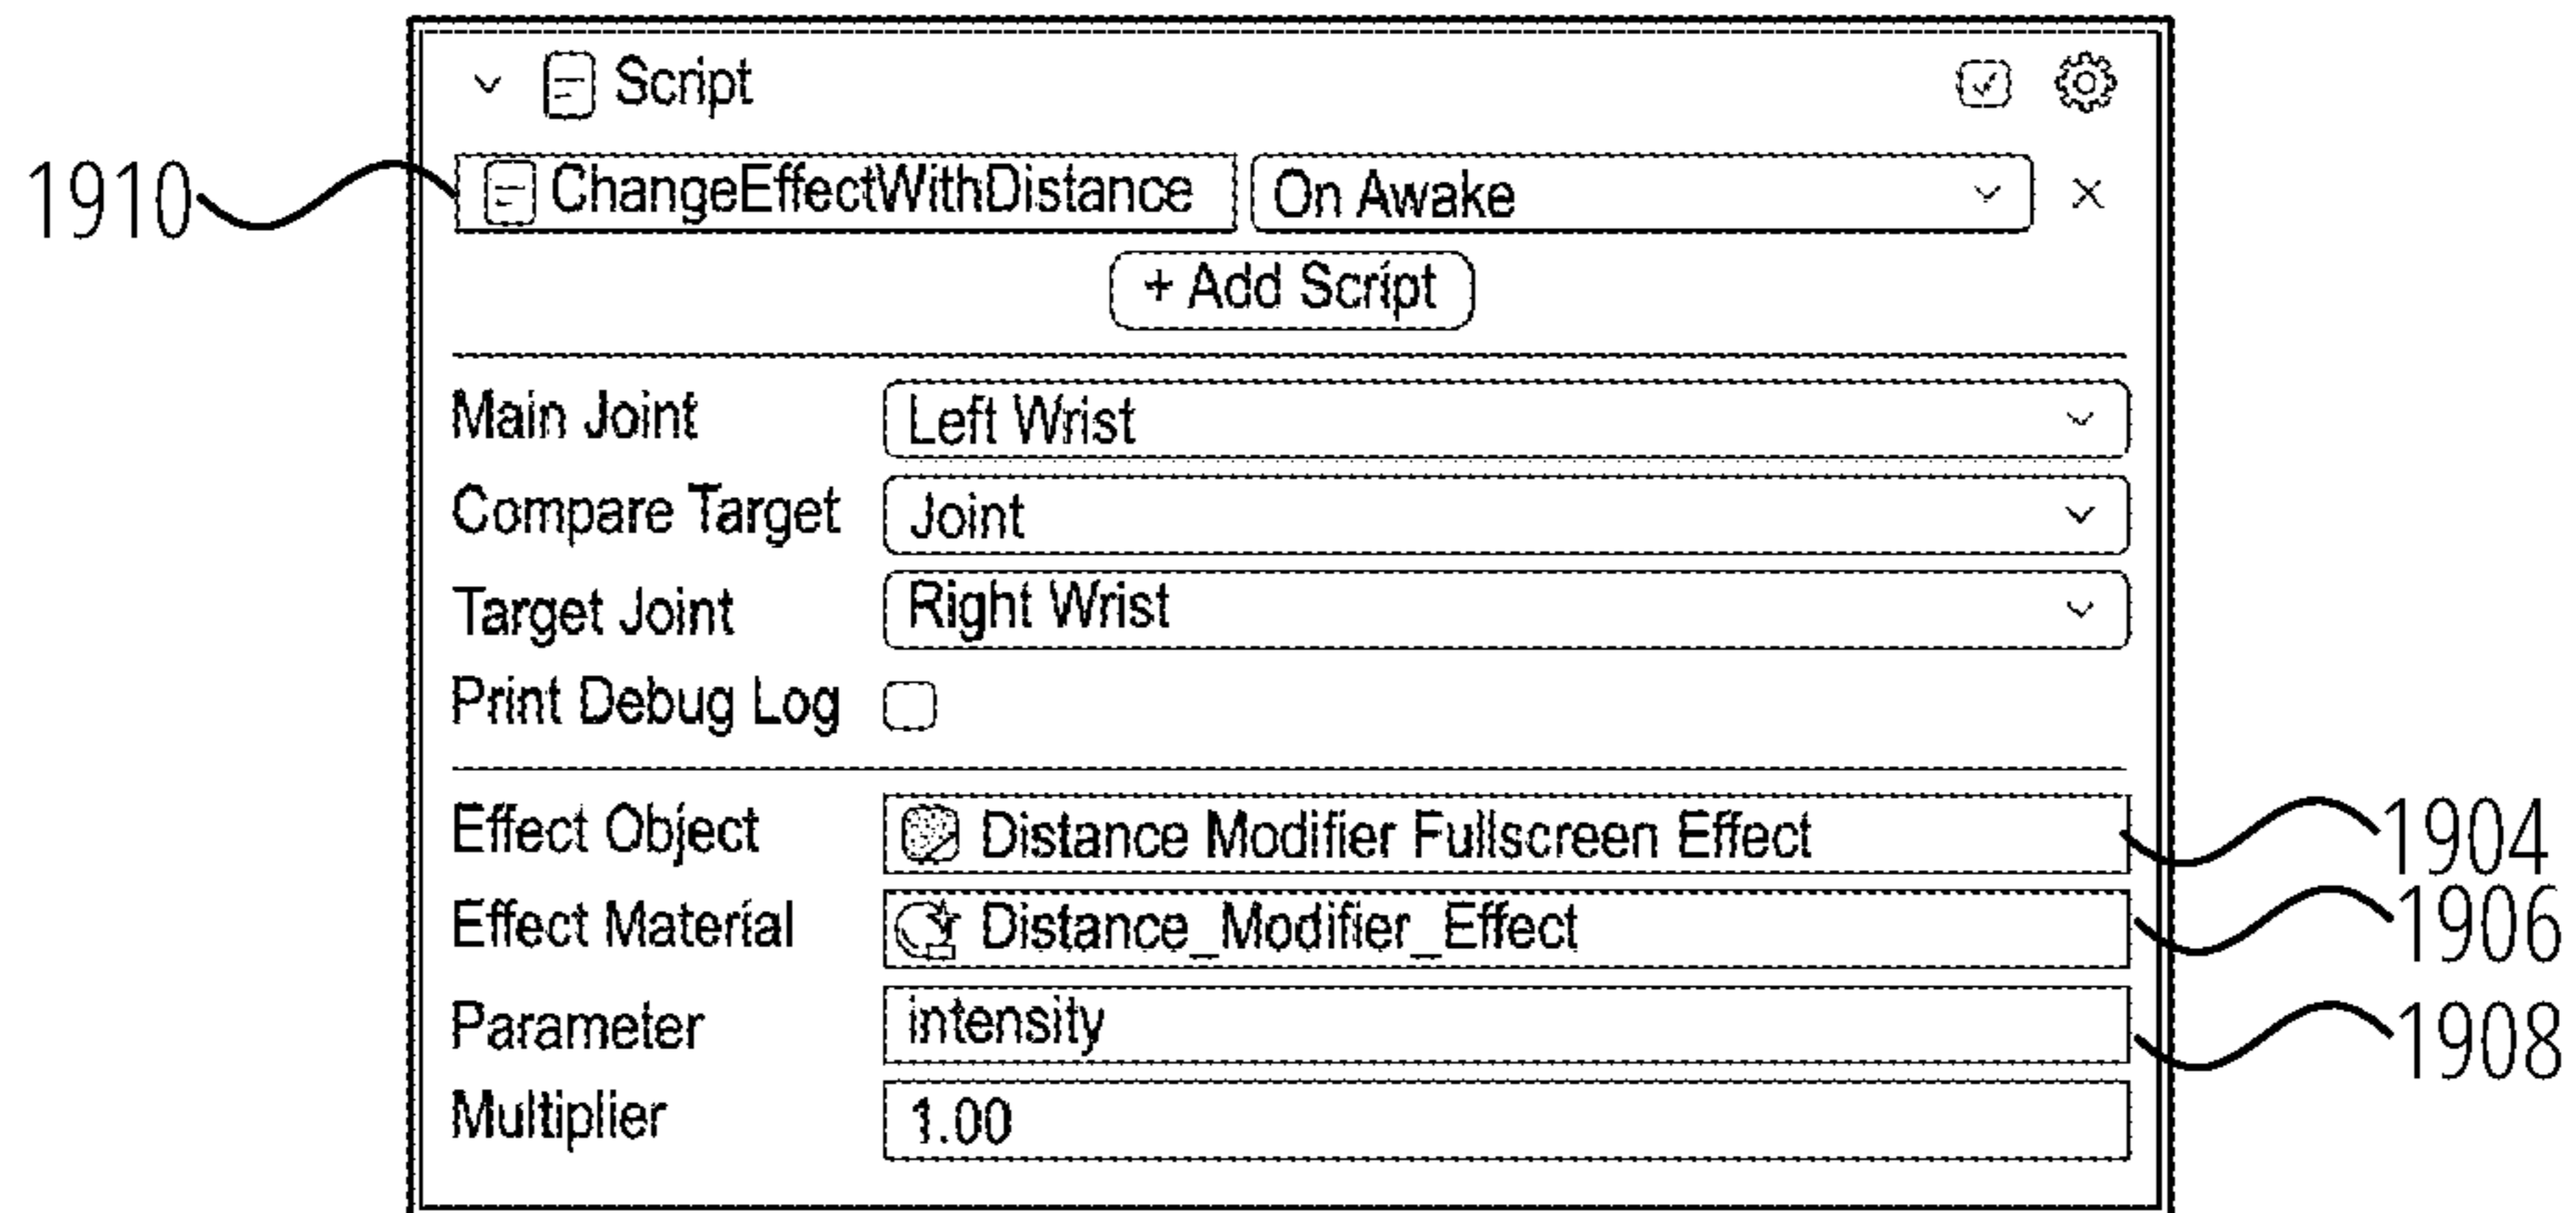 Script
1910 ChangeEffectWithDistance On Awake ×
+ Add Script
Main Joint Left Wrist
Compare Target Joint
Target Joint Right Wrist
Print Debug Log
Effect Object Distance Modifier Fullscreen Effect 1904
Effect Material Distance_Modifier_Effect 1906
Parameter intensity 1908
Multiplier 1.00